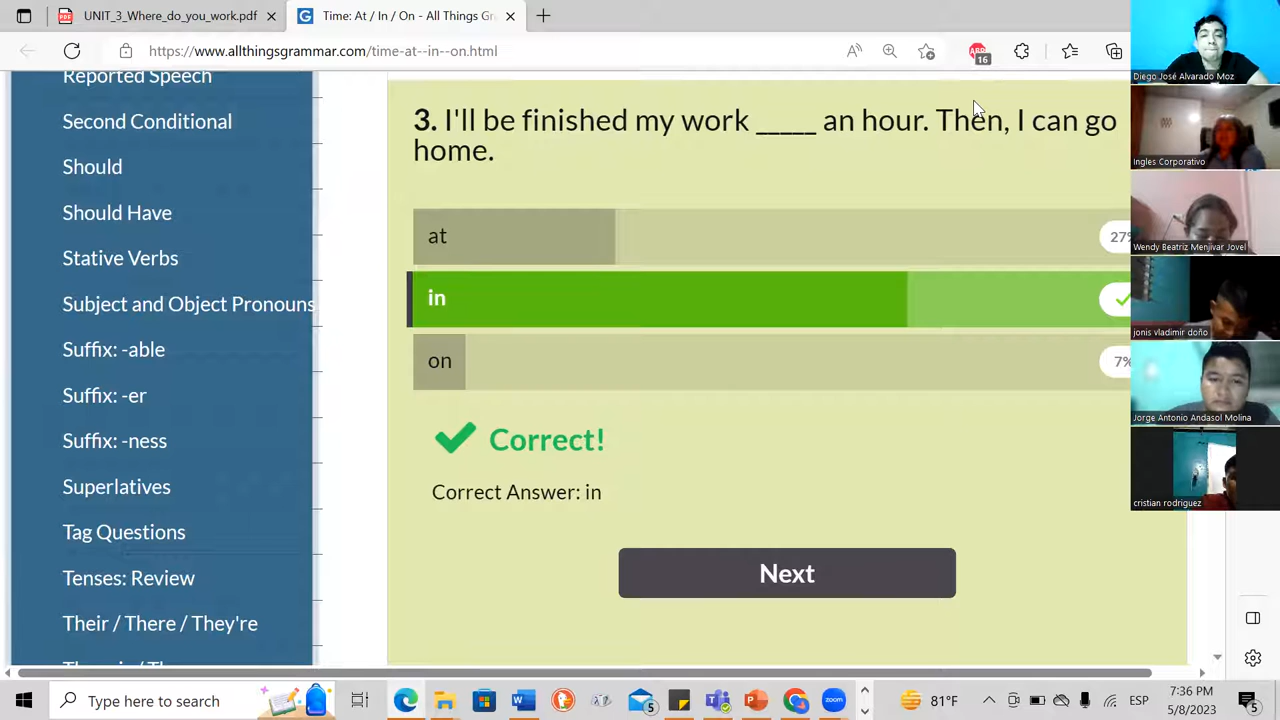 UNIT_3_Where_do_you_work.pdf
Time: At / In / On - All Things Gr
https://www.allthingsgrammar.com/time-at--in--on.html
16
Reported Speech
Second Conditional
Should
Should Have
Stative Verbs
Subject and Object Pronouns
Suffix: -able
Suffix: -er
Suffix: -ness
Superlatives
Tag Questions
Tenses: Review
Their / There / They're
3. I'll be finished my work _____ an hour. Then, I can go
home.
at
27%
in
on
7%
Correct!
Correct Answer: in
Next
Diego José Alvarado Moz
Ingles Corporativo
Wendy Beatriz Menjivar Jovel
jonis vladimir doño
Jorge Antonio Andasol Molina
cristian rodriguez
Type here to search
5
81°F
ESP
7:36 PM
5/8/2023
5